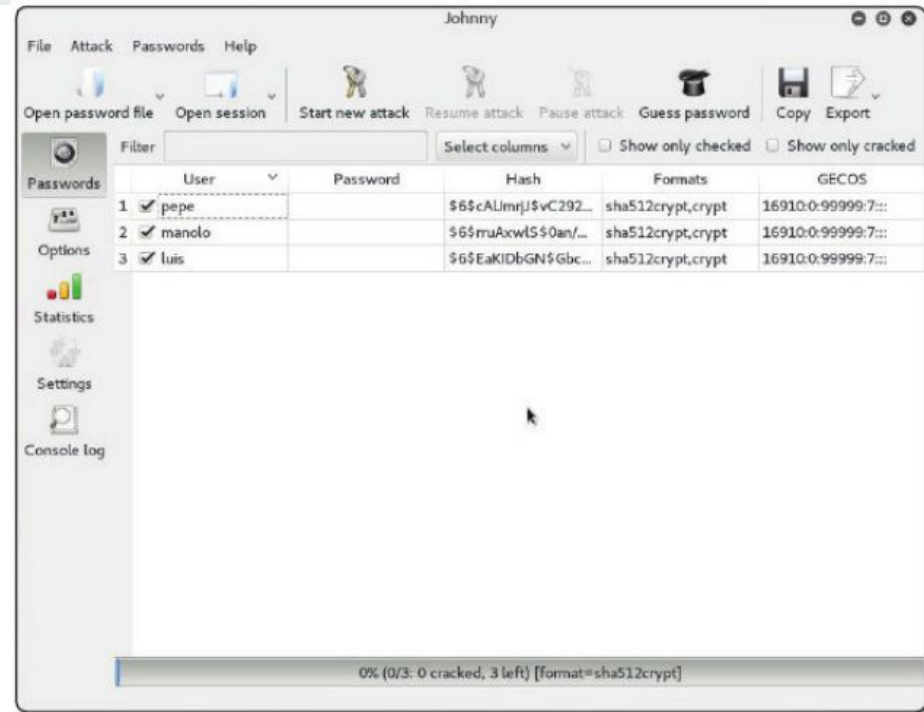 Johnny
File Attack Passwords Help
Open password file Open session Start new attack Resume attack Pause attack Guess password Copy Export
Passwords
Filter Select columns Show only checked Show only cracked
User Password Hash Formats GECOS
1 pepe $6$cAUmrjJ$vC292... sha512crypt,crypt 16910:0:99999:7:::
2 manolo $6$rruAxwlS$0an/... sha512crypt,crypt 16910:0:99999:7:::
3 luis $6$EaKIDbGN$Gbc... sha512crypt,crypt 16910:0:99999:7:::
Options
Statistics
Settings
Console log
0% (0/3: 0 cracked, 3 left) [format=sha512crypt]